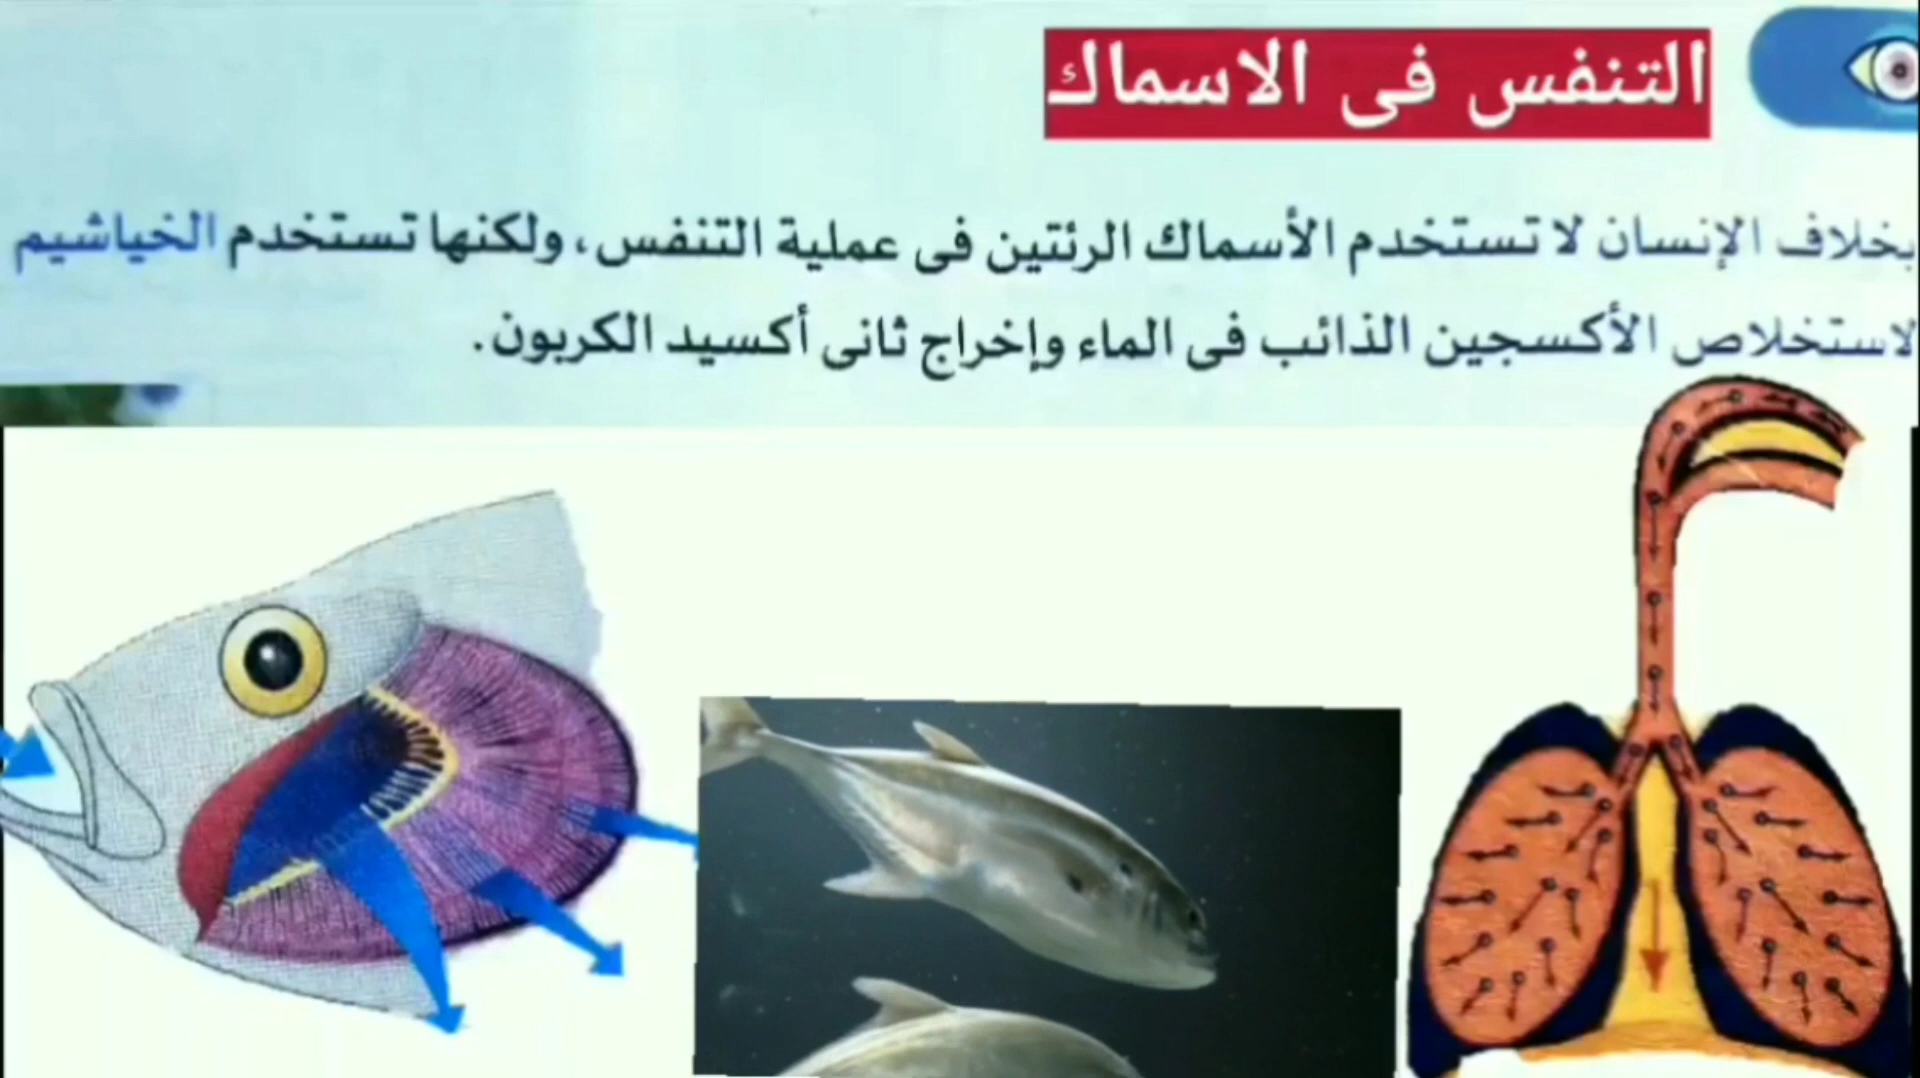 التنفس فى الاسماك
بخلاف الإنسان لا تستخدم الأسماك الرئتين فى عملية التنفس، ولكنها تستخدم الخياشيم
لاستخلاص الأكسجين الذائب فى الماء وإخراج ثانى أكسيد الكربون.